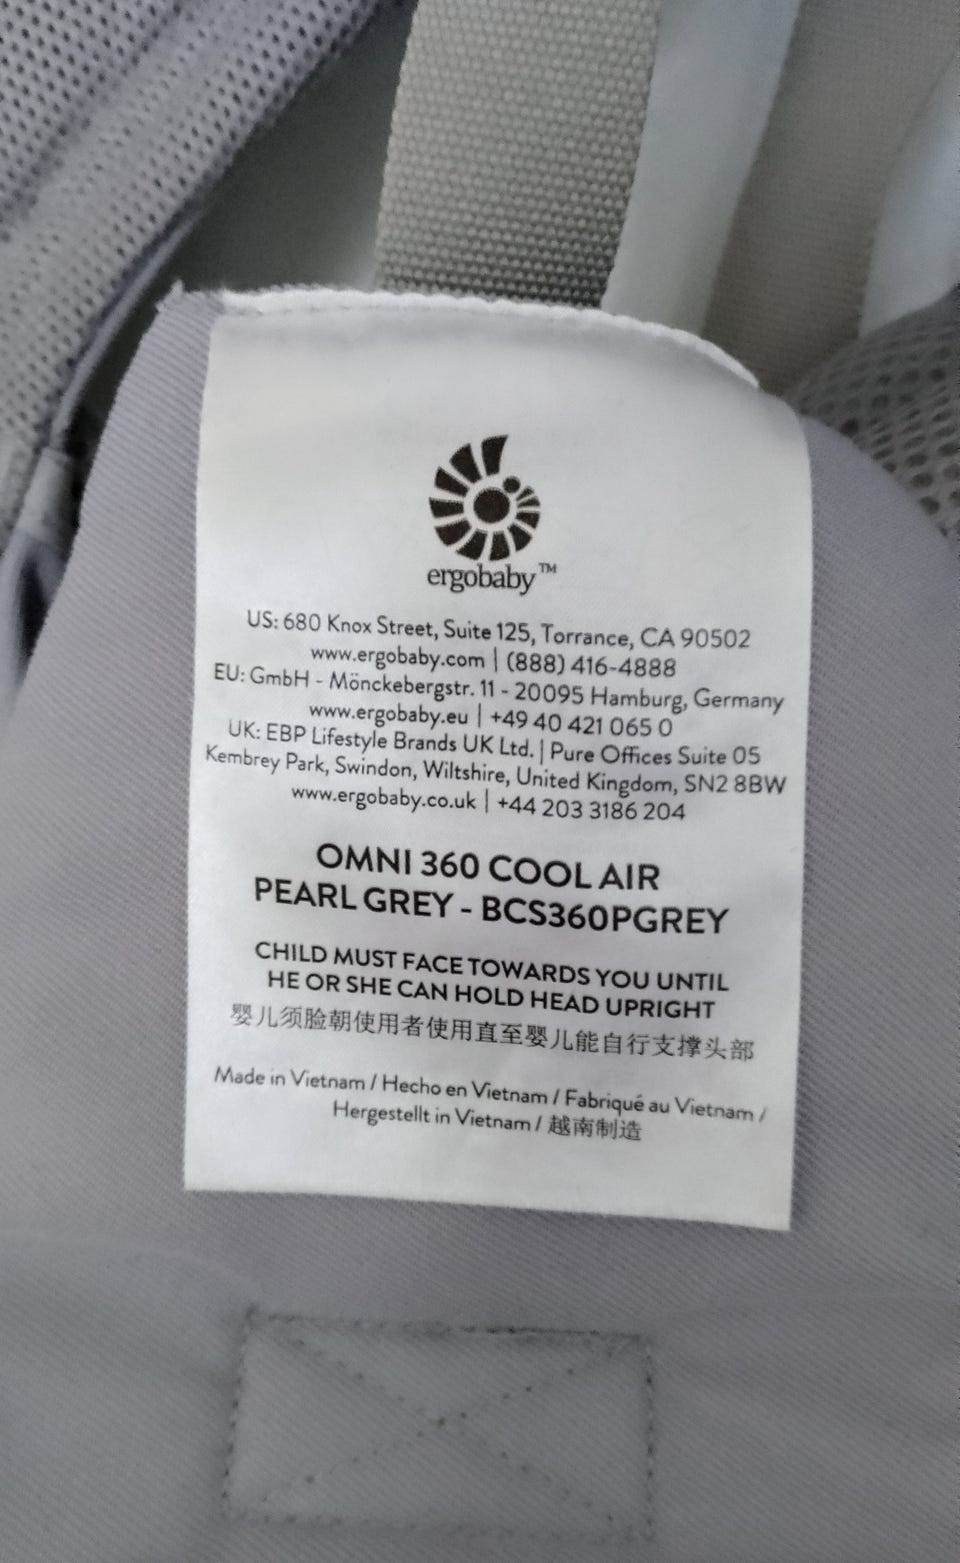 ergobaby™
US: 680 Knox Street, Suite 125, Torrance, CA 90502
www.ergobaby.com | (888) 416-4888
EU: GmbH - Mönckebergstr. 11 - 20095 Hamburg, Germany
www.ergobaby.eu | +49 40 421 065 0
UK: EBP Lifestyle Brands UK Ltd. | Pure Offices Suite 05
Kembrey Park, Swindon, Wiltshire, United Kingdom, SN2 8BW
www.ergobaby.co.uk | +44 203 3186 204
OMNI 360 COOL AIR
PEARL GREY - BCS360PGREY
CHILD MUST FACE TOWARDS YOU UNTIL
HE OR SHE CAN HOLD HEAD UPRIGHT
婴儿须脸朝使用者使用直至婴儿能自行支撑头部
Made in Vietnam / Hecho en Vietnam / Fabriqué au Vietnam /
Hergestellt in Vietnam / 越南制造